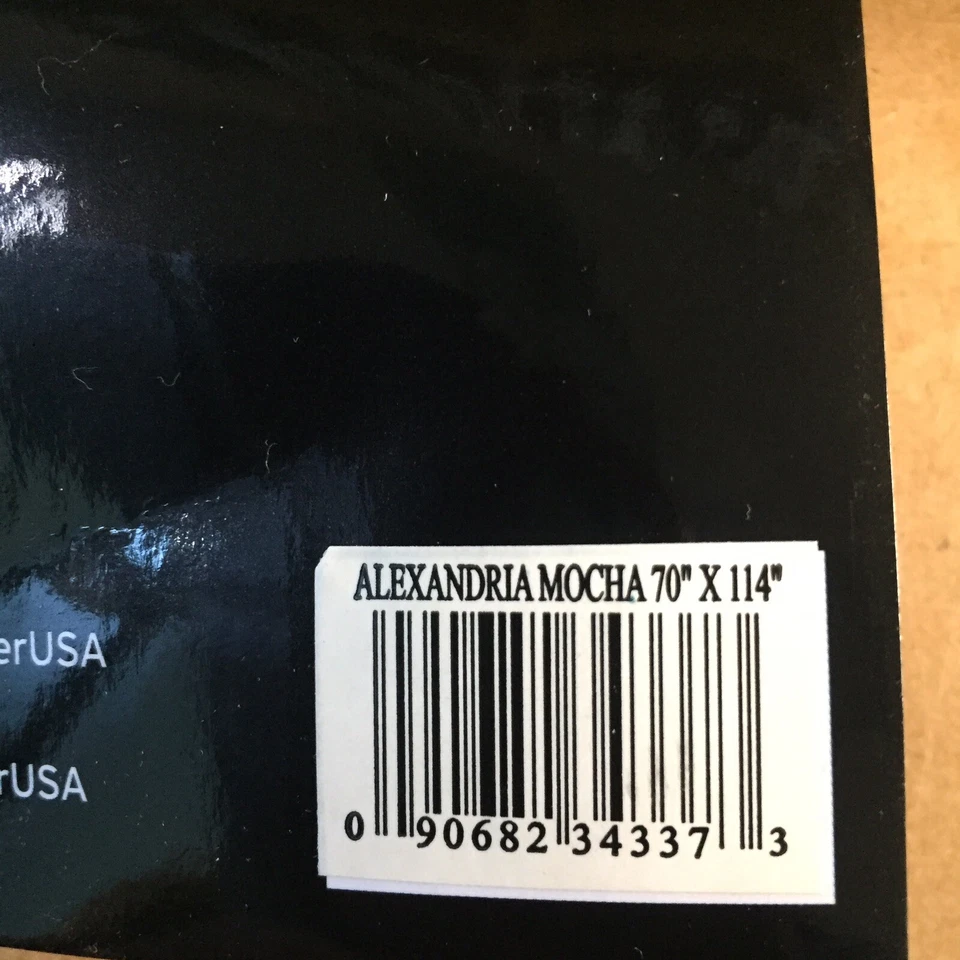 erUSA
rUSA
ALEXANDRIA MOCHA 70" X 114"
0 90682 34337 3